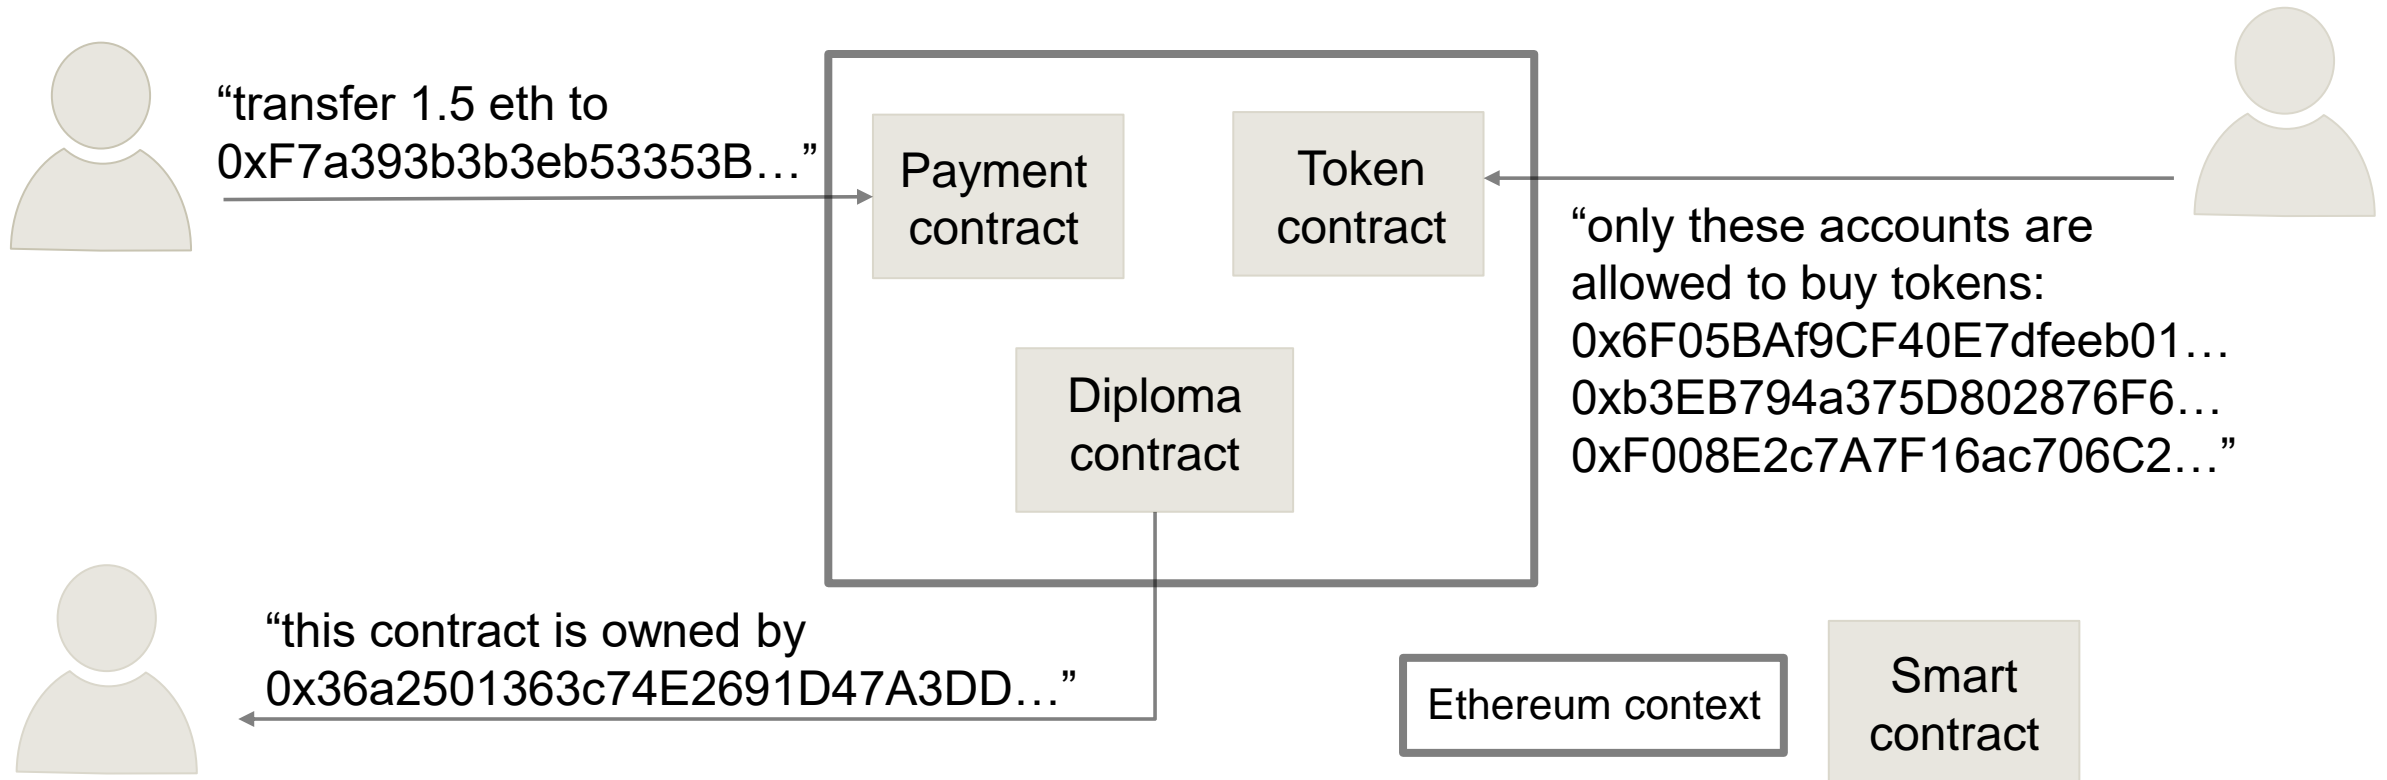 “transfer 1.5 eth to
0xF7a393b3b3eb53353B…”
Payment
contract
Token
contract
“only these accounts are
allowed to buy tokens:
0x6F05BAf9CF40E7dfeeb01…
0xb3EB794a375D802876F6…
0xF008E2c7A7F16ac706C2…”
Diploma
contract
“this contract is owned by
0x36a2501363c74E2691D47A3DD…”
Ethereum context
Smart
contract